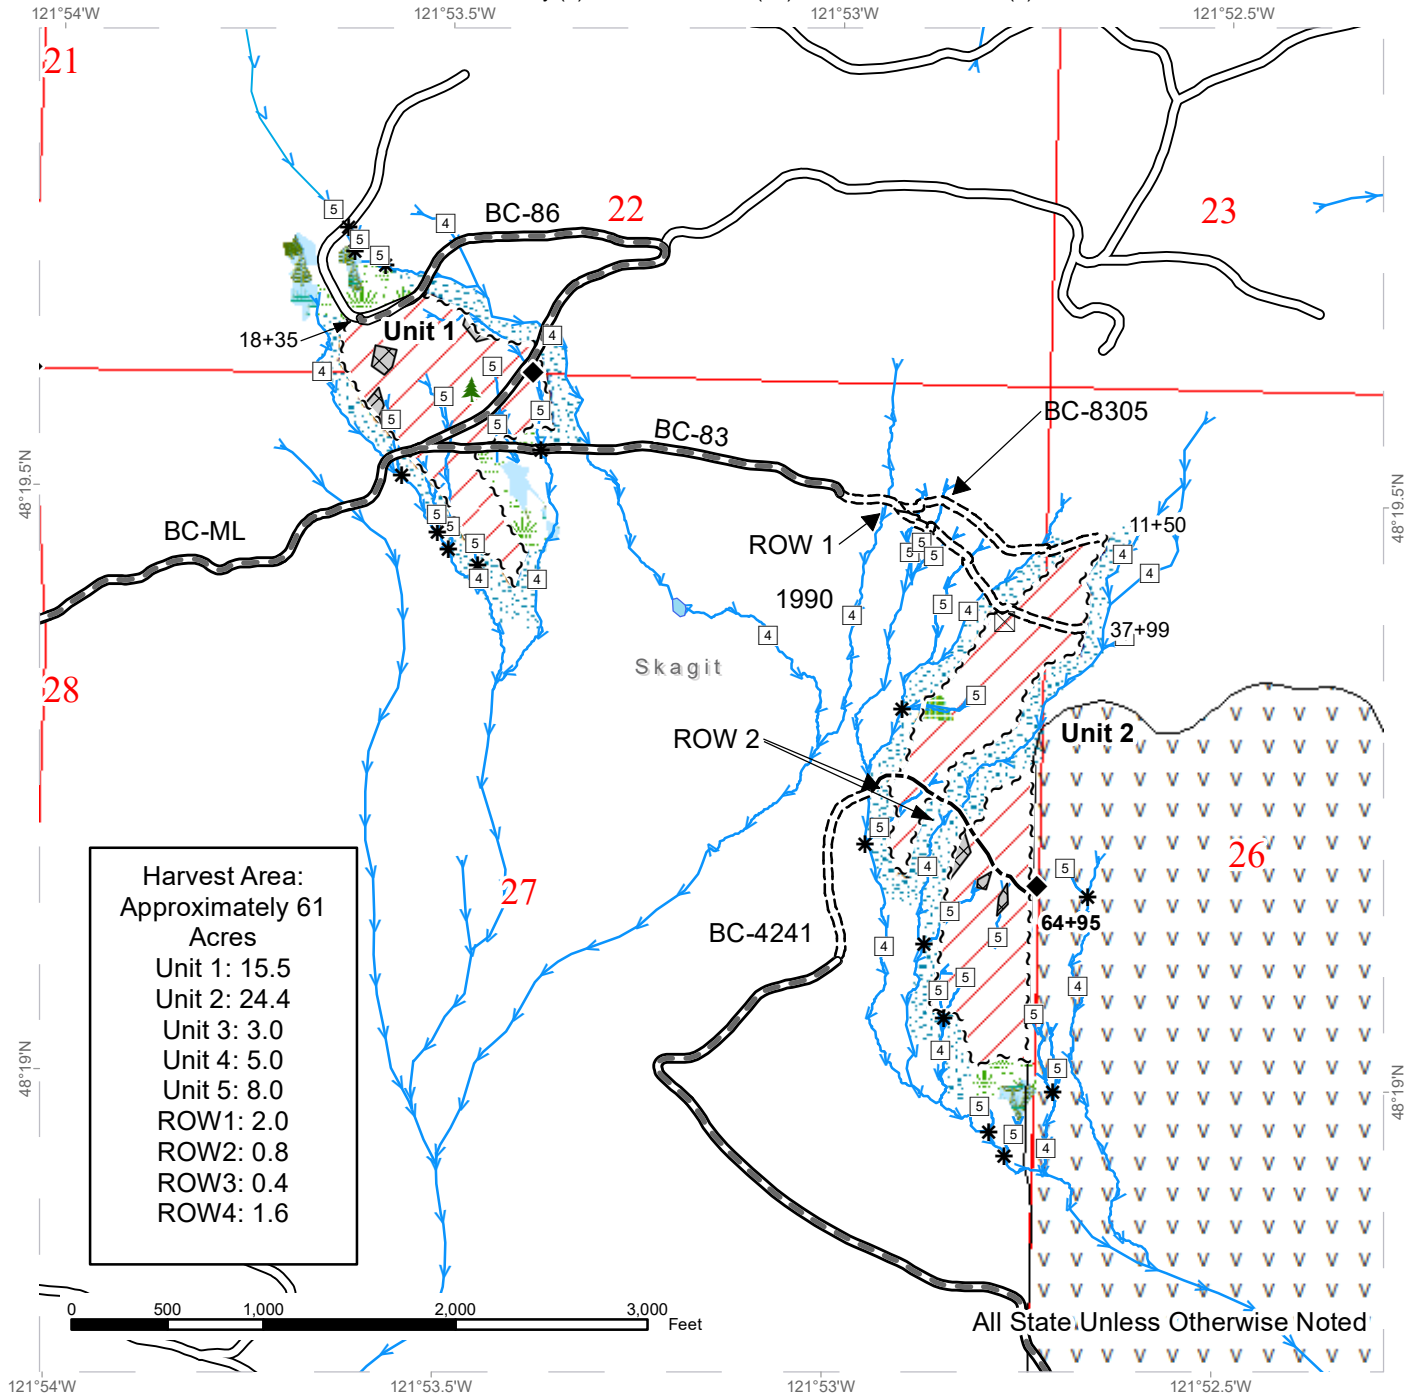 121°54'W
121°53.5'W
121°53'W
121°52.5'W
21
22
23
BC-86
18+35
Unit 1
BC-83
BC-8305
BC-ML
ROW 1
1990
11+50
37+99
48°19.5'N
48°19.5'N
Skagit
28
ROW 2
Unit 2
26
27
BC-4241
64+95
Harvest Area:
Approximately 61
Acres
Unit 1: 15.5
Unit 2: 24.4
Unit 3: 3.0
Unit 4: 5.0
Unit 5: 8.0
ROW1: 2.0
ROW2: 0.8
ROW3: 0.4
ROW4: 1.6
48°19'N
48°19'N
0 500 1,000 2,000 3,000
Feet
All State Unless Otherwise Noted
121°54'W
121°53.5'W
121°53'W
121°52.5'W